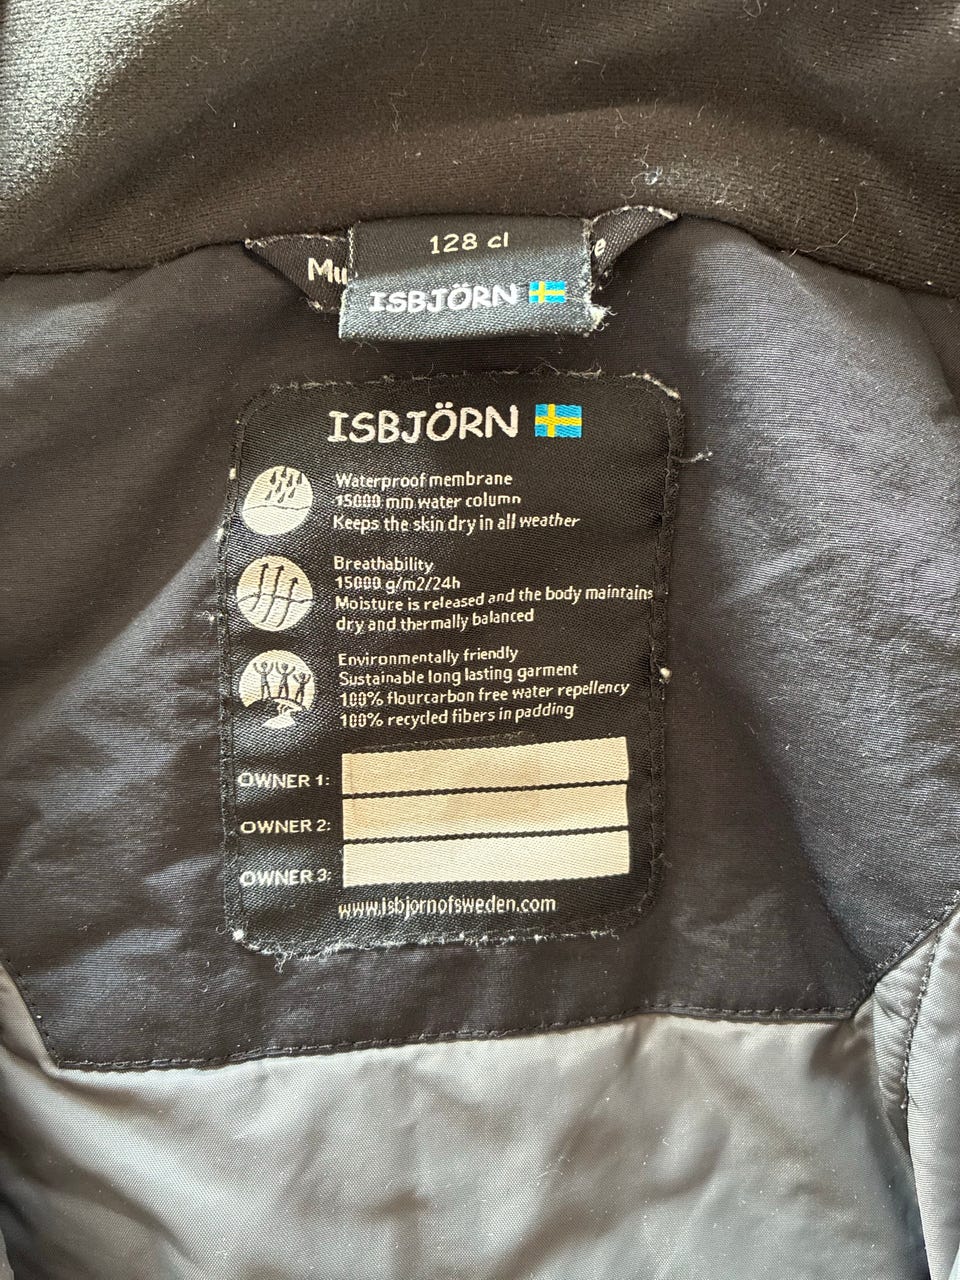 128 cl
ISBJÖRN
ISBJÖRN
Waterproof membrane
15000 mm water column
Keeps the skin dry in all weather
Breathability
15000 g/m2/24h
Moisture is released and the body maintains
dry and thermally balanced
Environmentally friendly
Sustainable long lasting garment
100% flourcarbon free water repellency
100% recycled fibers in padding
OWNER 1:
OWNER 2:
OWNER 3:
www.isbjornofsweden.com